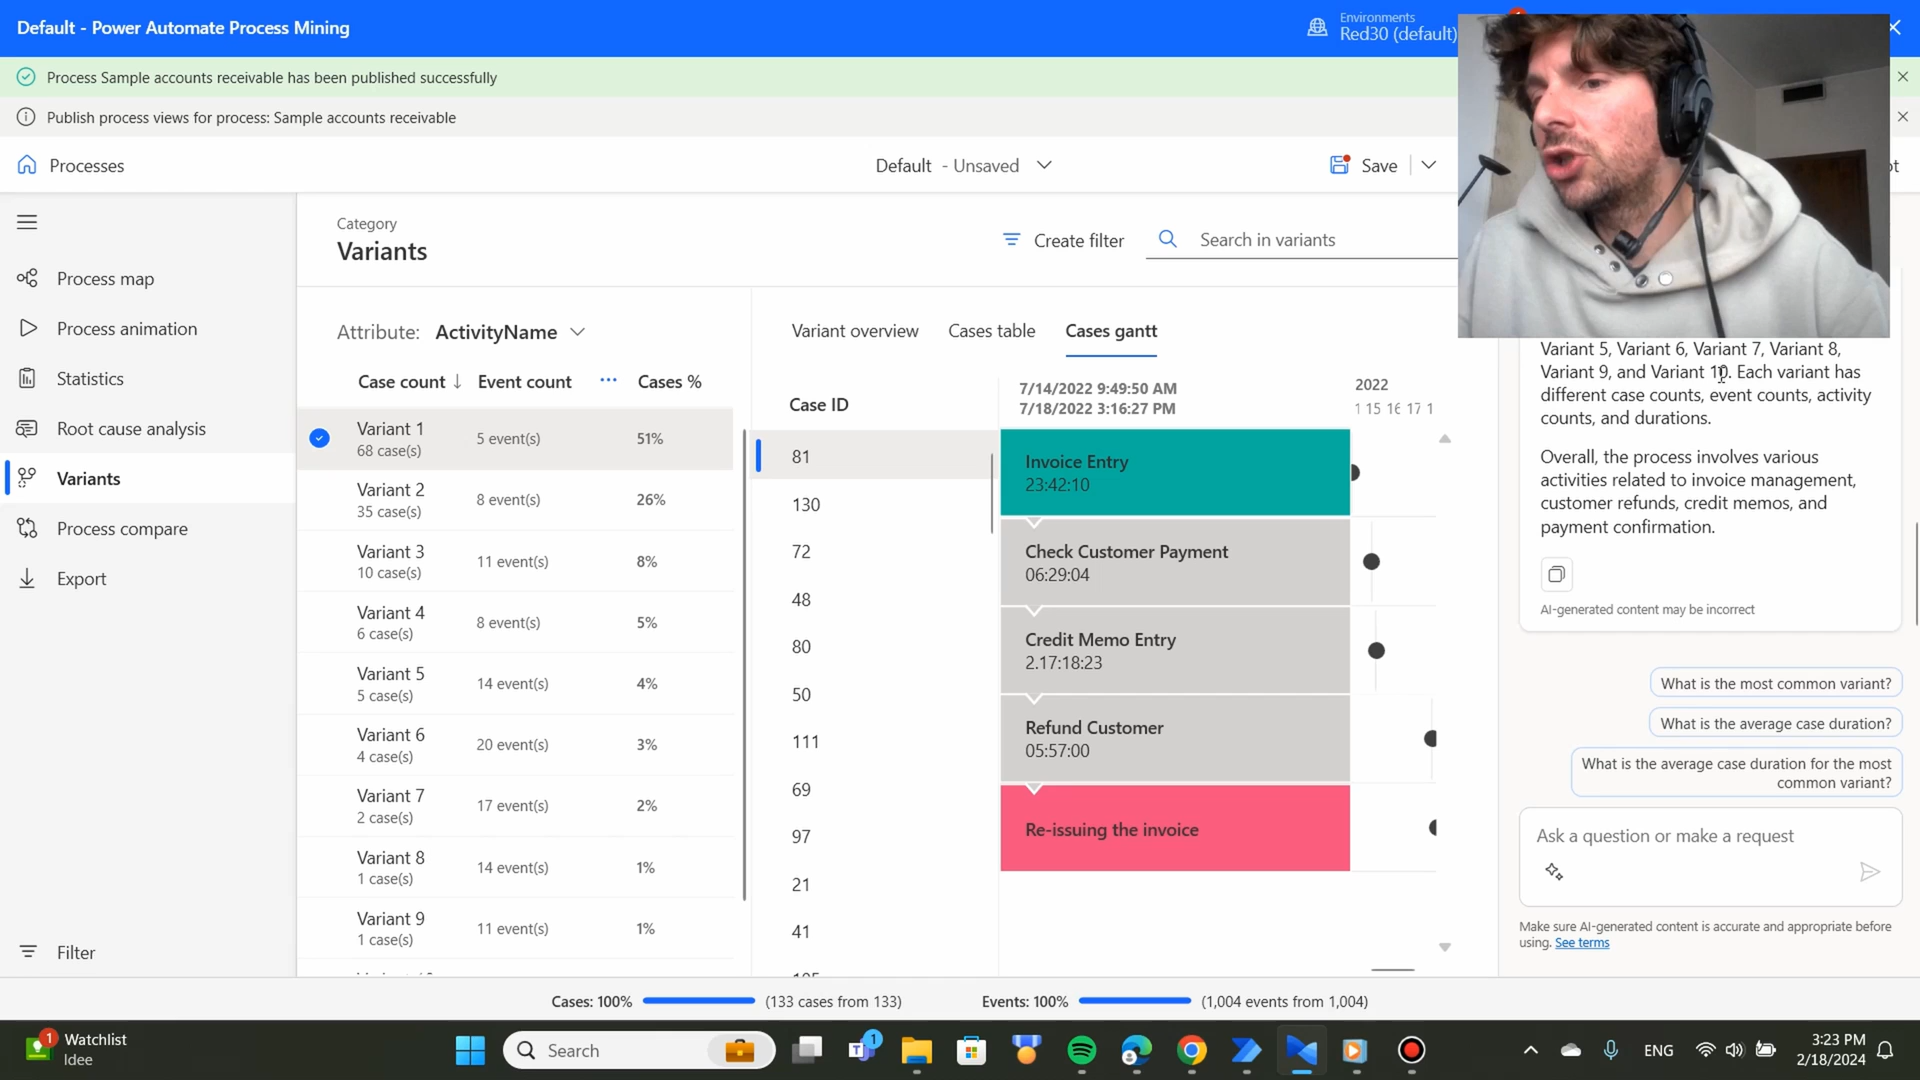 Default - Power Automate Process Mining
Environments
Red30 (default)
Process Sample accounts receivable has been published successfully
Publish process views for process: Sample accounts receivable
Processes
Default - Unsaved
Save
Category
Variants
Create filter
Search in variants
Process map
Process animation
Statistics
Root cause analysis
Variants
Process compare
Export
Filter
Attribute: ActivityName
Case count ↓ Event count ··· Cases %
Variant 1
68 case(s)
5 event(s)
51%
Variant 2
35 case(s)
8 event(s)
26%
Variant 3
10 case(s)
11 event(s)
8%
Variant 4
6 case(s)
8 event(s)
5%
Variant 5
5 case(s)
14 event(s)
4%
Variant 6
4 case(s)
20 event(s)
3%
Variant 7
2 case(s)
17 event(s)
2%
Variant 8
1 case(s)
14 event(s)
1%
Variant 9
1 case(s)
11 event(s)
1%
Variant overview
Cases table
Cases gantt
Case ID
81
130
72
48
80
50
111
69
97
21
41
7/14/2022 9:49:50 AM
7/18/2022 3:16:27 PM
2022
1 15 16 17 1
Invoice Entry
23:42:10
Check Customer Payment
06:29:04
Credit Memo Entry
2.17:18:23
Refund Customer
05:57:00
Re-issuing the invoice
Variant 5, Variant 6, Variant 7, Variant 8,
Variant 9, and Variant 10. Each variant has
different case counts, event counts, activity
counts, and durations.
Overall, the process involves various
activities related to invoice management,
customer refunds, credit memos, and
payment confirmation.
AI-generated content may be incorrect
What is the most common variant?
What is the average case duration?
What is the average case duration for the most
common variant?
Ask a question or make a request
Make sure AI-generated content is accurate and appropriate before
using. See terms
Cases: 100%
(133 cases from 133)
Events: 100%
(1,004 events from 1,004)
1
Watchlist
Idee
Search
1
ENG
3:23 PM
2/18/2024